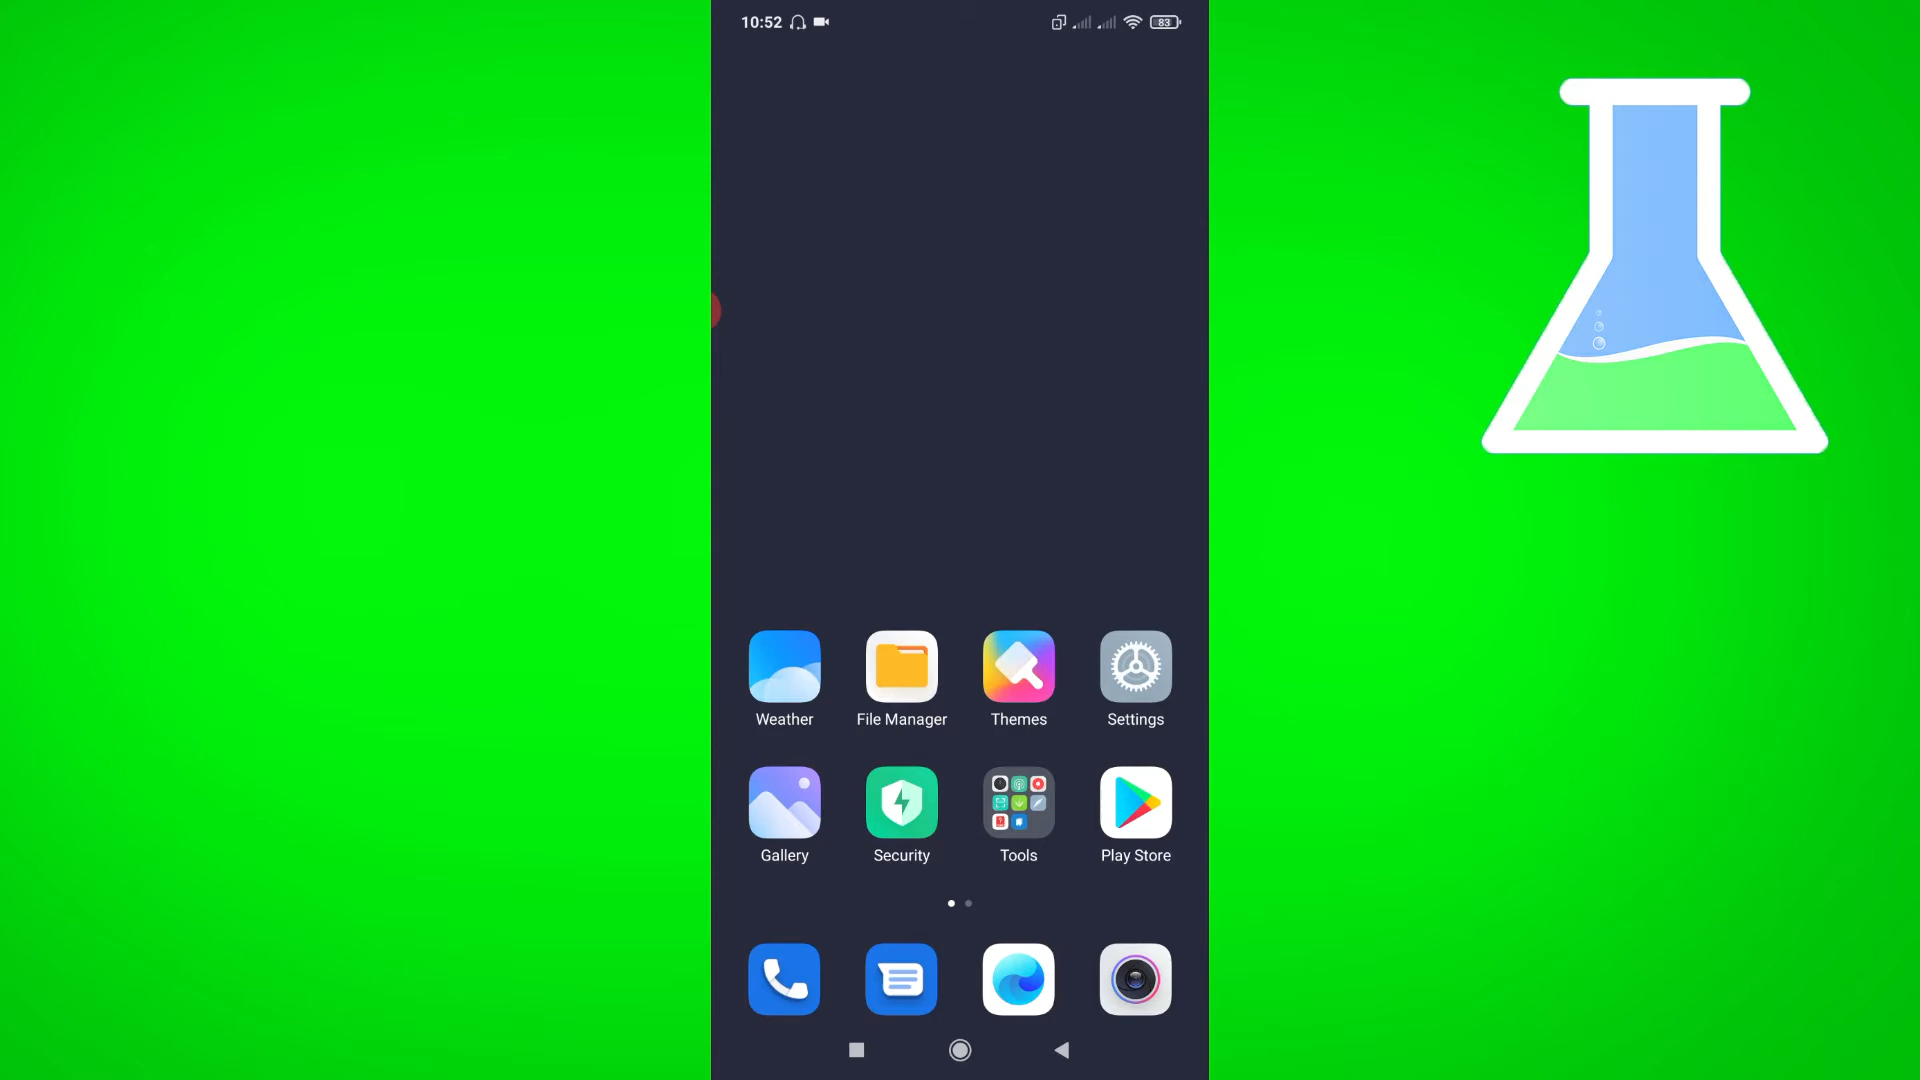 10:52
83
Weather
File Manager
Themes
Settings
Gallery
Security
Tools
Play Store